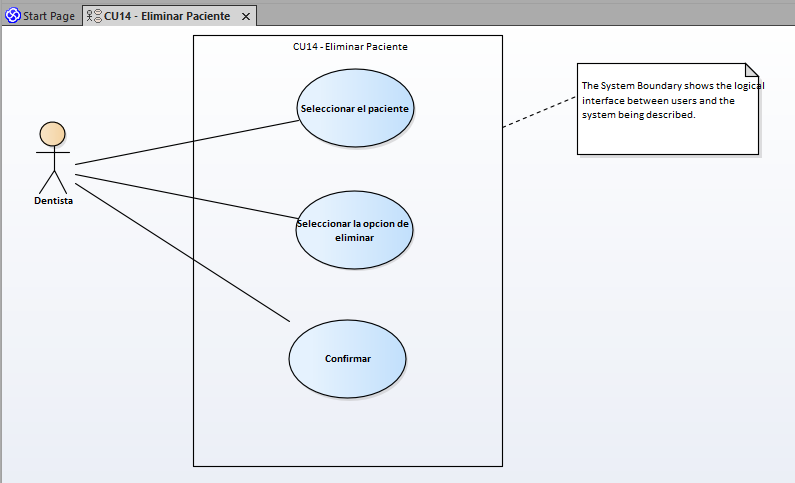 Start Page
CU14 - Eliminar Paciente
CU14 - Eliminar Paciente
Seleccionar el paciente
The System Boundary shows the logical
interface between users and the
system being described.
Dentista
Seleccionar la opcion de
eliminar
Confirmar